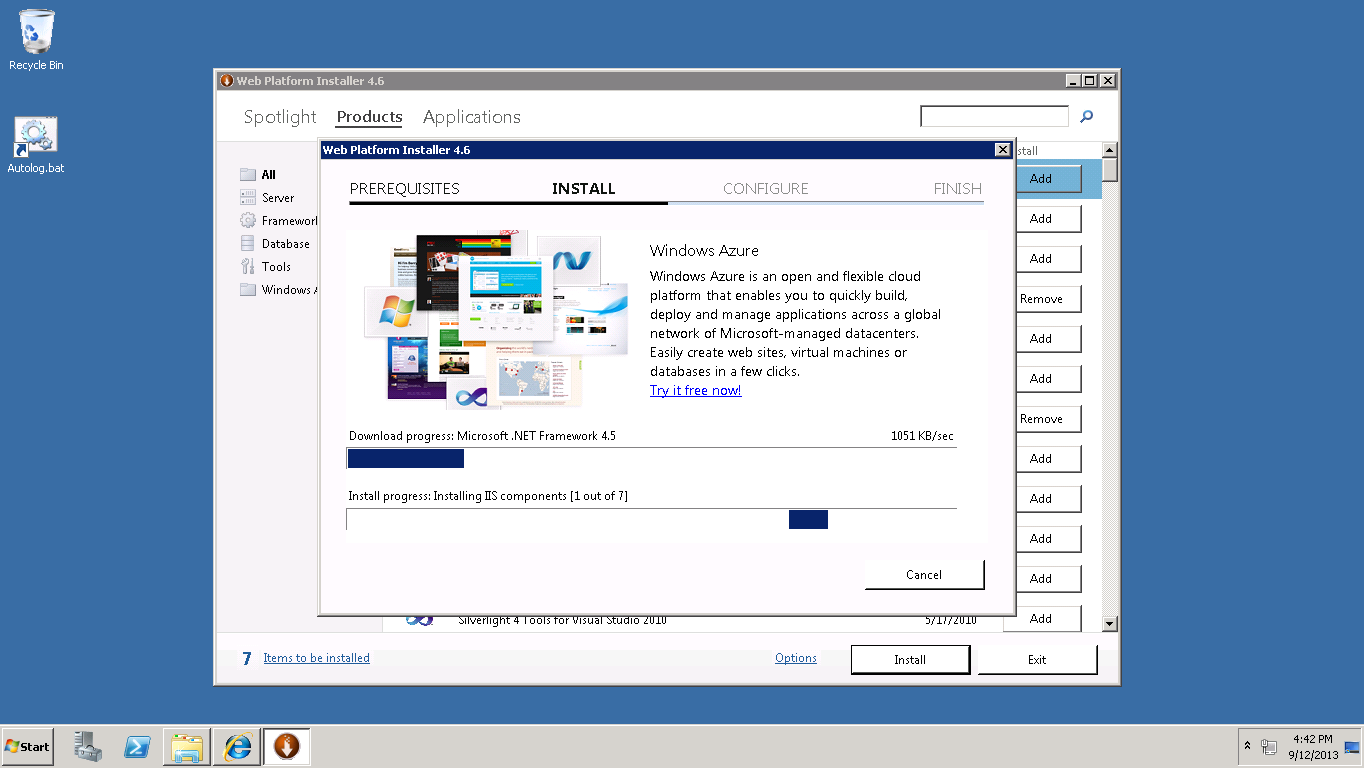 Recycle Bin
Autolog.bat
Web Platform Installer 4.6
Spotlight Products Applications
All
Server
Framework
Database
Tools
Windows A
stall
Add
Add
Add
Remove
Add
Add
Remove
Add
Add
Add
Add
Add
Web Platform Installer 4.6
PREREQUISITES INSTALL CONFIGURE FINISH
Windows Azure
Windows Azure is an open and flexible cloud
platform that enables you to quickly build,
deploy and manage applications across a global
network of Microsoft-managed datacenters.
Easily create web sites, virtual machines or
databases in a few clicks.
Try it free now!
Download progress: Microsoft .NET Framework 4.5 1051 KB/sec
Install progress: Installing IIS components [1 out of 7]
Cancel
Silverlight 4 Tools for Visual Studio 2010 5/17/2010
7 Items to be installed Options Install Exit
Start
4:42 PM
9/12/2013